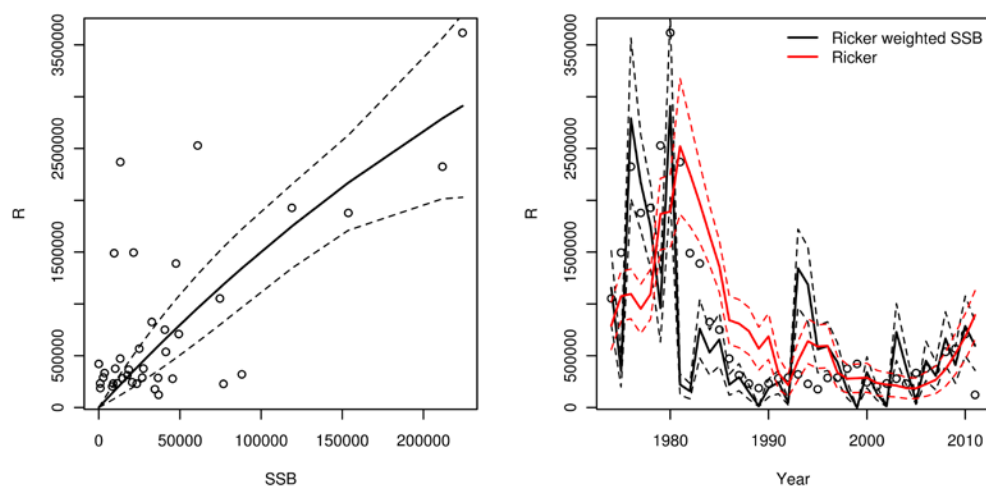 R
0 500000 1500000 2500000 3500000
0 50000 100000 150000 200000
SSB
R
0 500000 1500000 2500000 3500000
1980 1990 2000 2010
Year
Ricker weighted SSB
Ricker